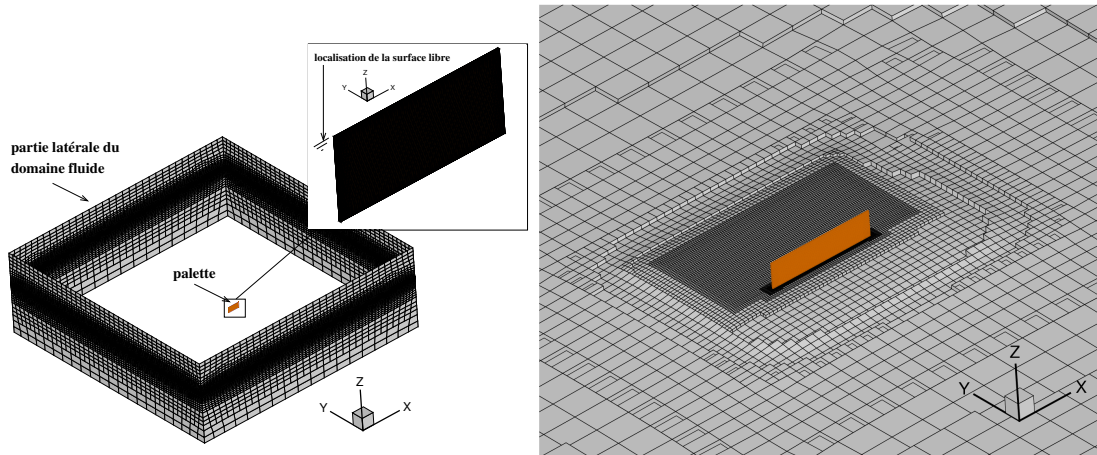 localisation de la surface libre
Z
Y
X
partie latérale du
domaine fluide
palette
Z
Y
X
Z
Y
X